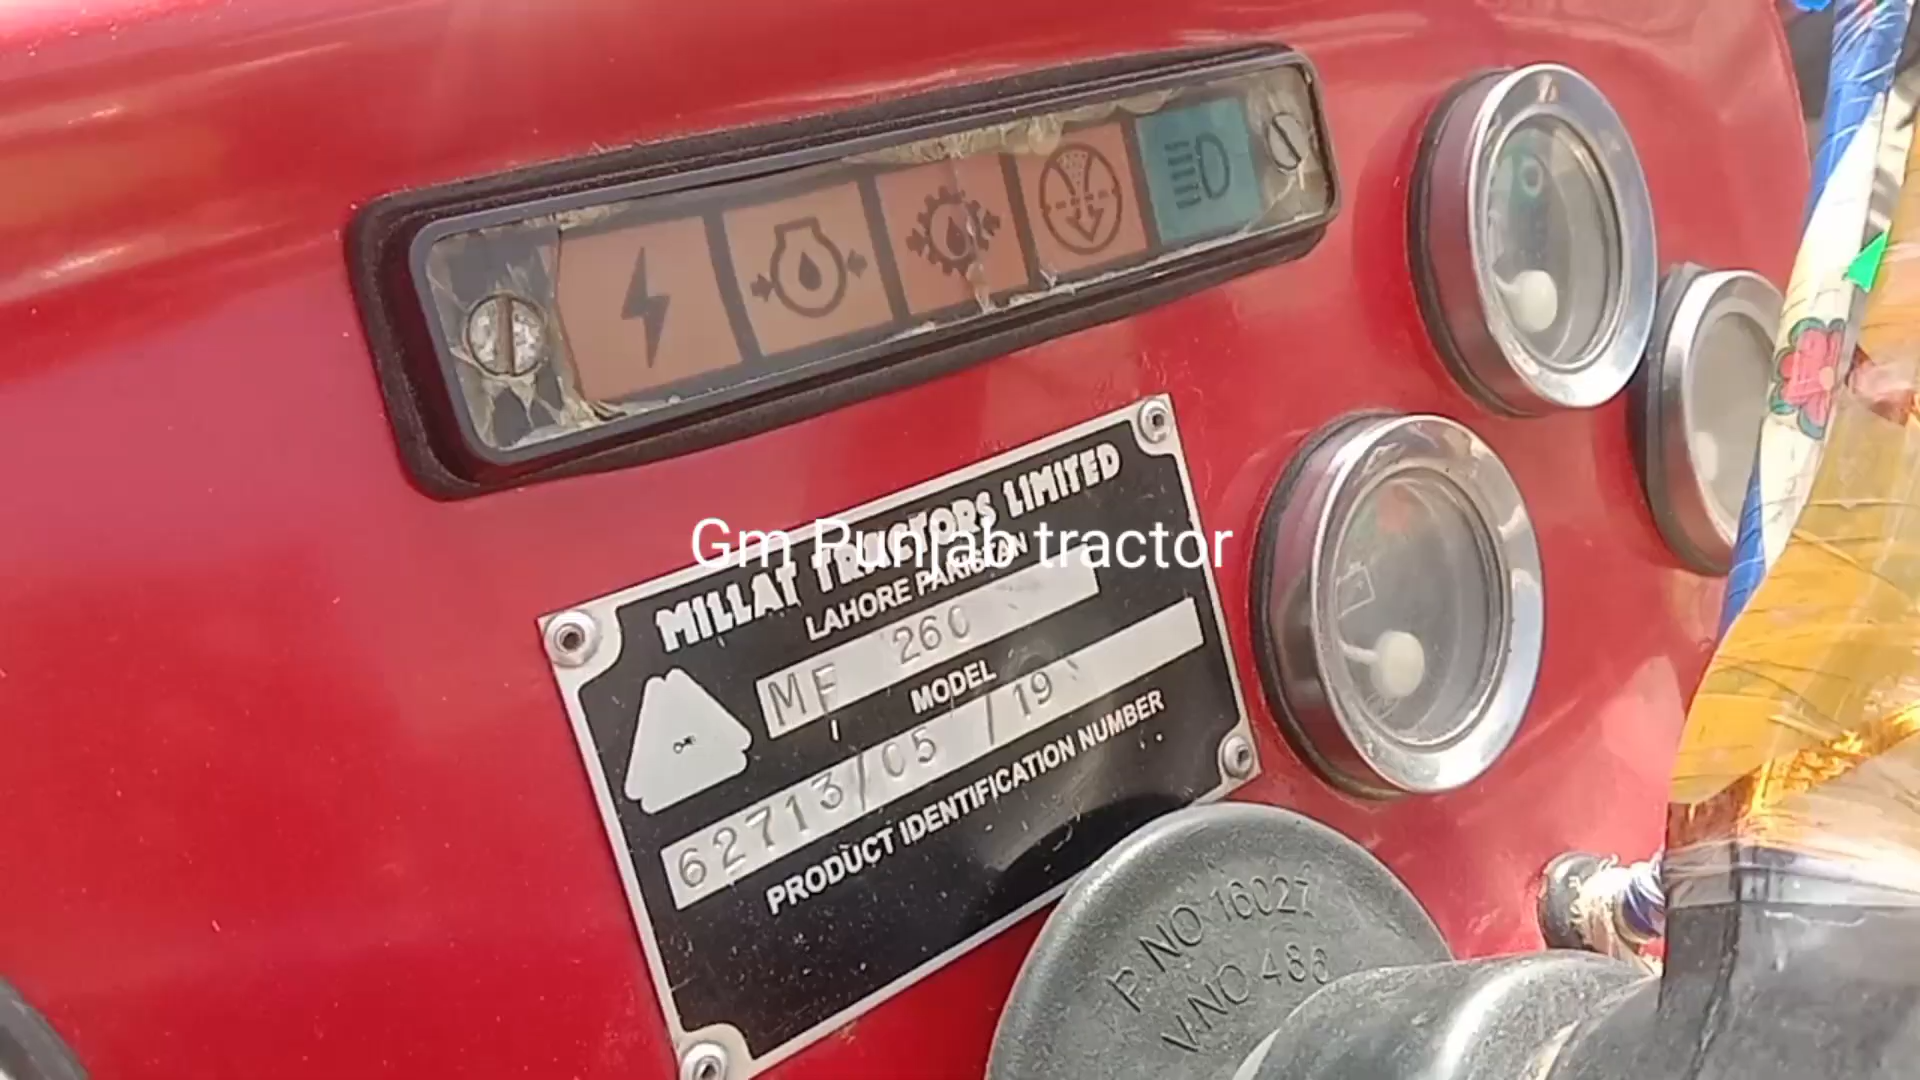 MILLAT TRACTORS LIMITED
LAHORE PAKISTAN
MF 260
MODEL
62713/05 /19
PRODUCT IDENTIFICATION NUMBER
Gm Punjab tractor
P.NO 16027
V.NO 486